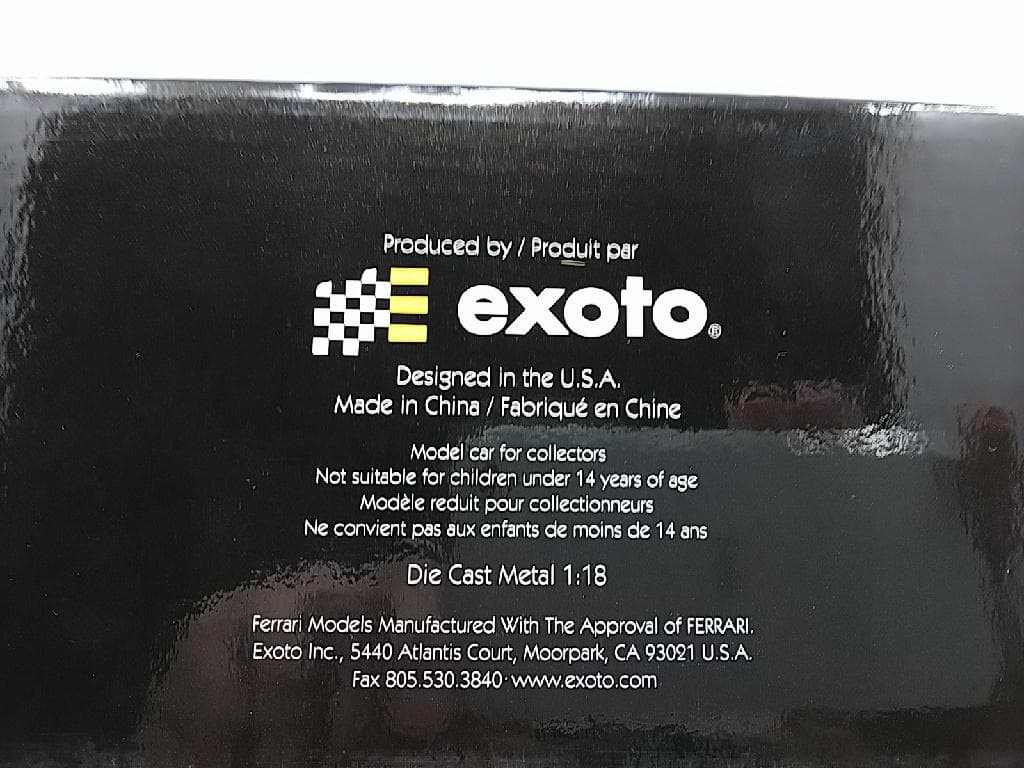 Produced by / Produit par
exoto®
Designed in the U.S.A.
Made in China / Fabriqué en Chine
Model car for collectors
Not suitable for children under 14 years of age
Modèle reduit pour collectionneurs
Ne convient pas aux enfants de moins de 14 ans
Die Cast Metal 1:18
Ferrari Models Manufactured With The Approval of FERRARI.
Exoto Inc., 5440 Atlantis Court, Moorpark, CA 93021 U.S.A.
Fax 805.530.3840 · www.exoto.com